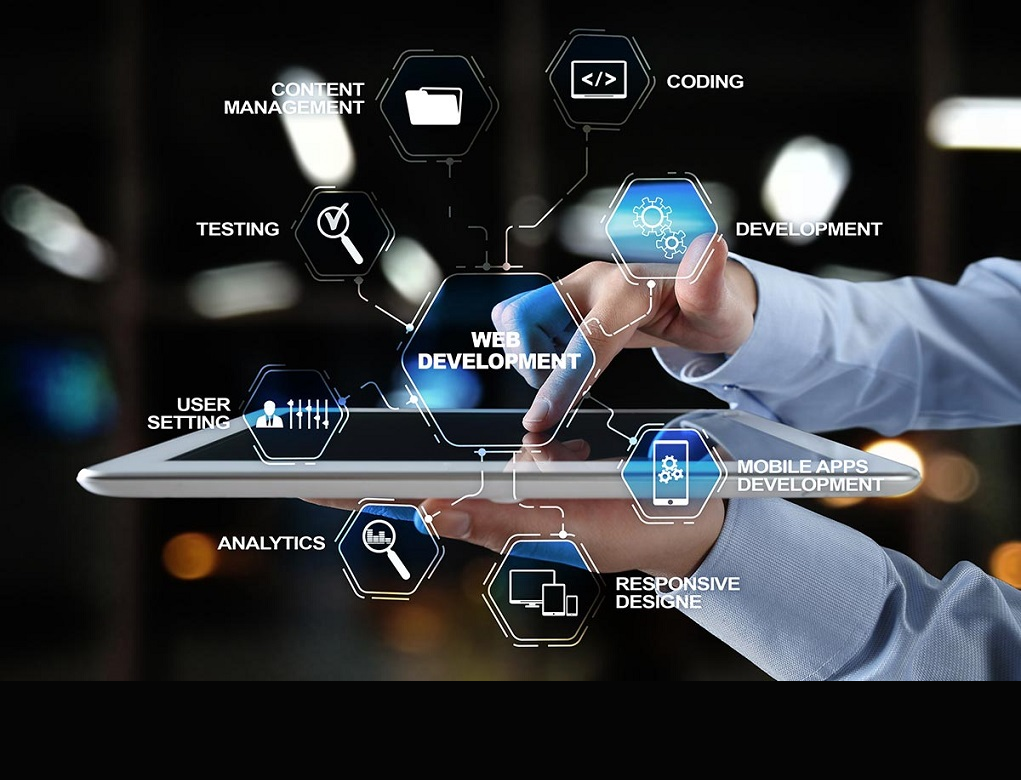 CONTENT
MANAGEMENT
</>
CODING
TESTING
DEVELOPMENT
WEB
DEVELOPMENT
USER
SETTING
MOBILE APPS
DEVELOPMENT
ANALYTICS
RESPONSIVE
DESIGNE